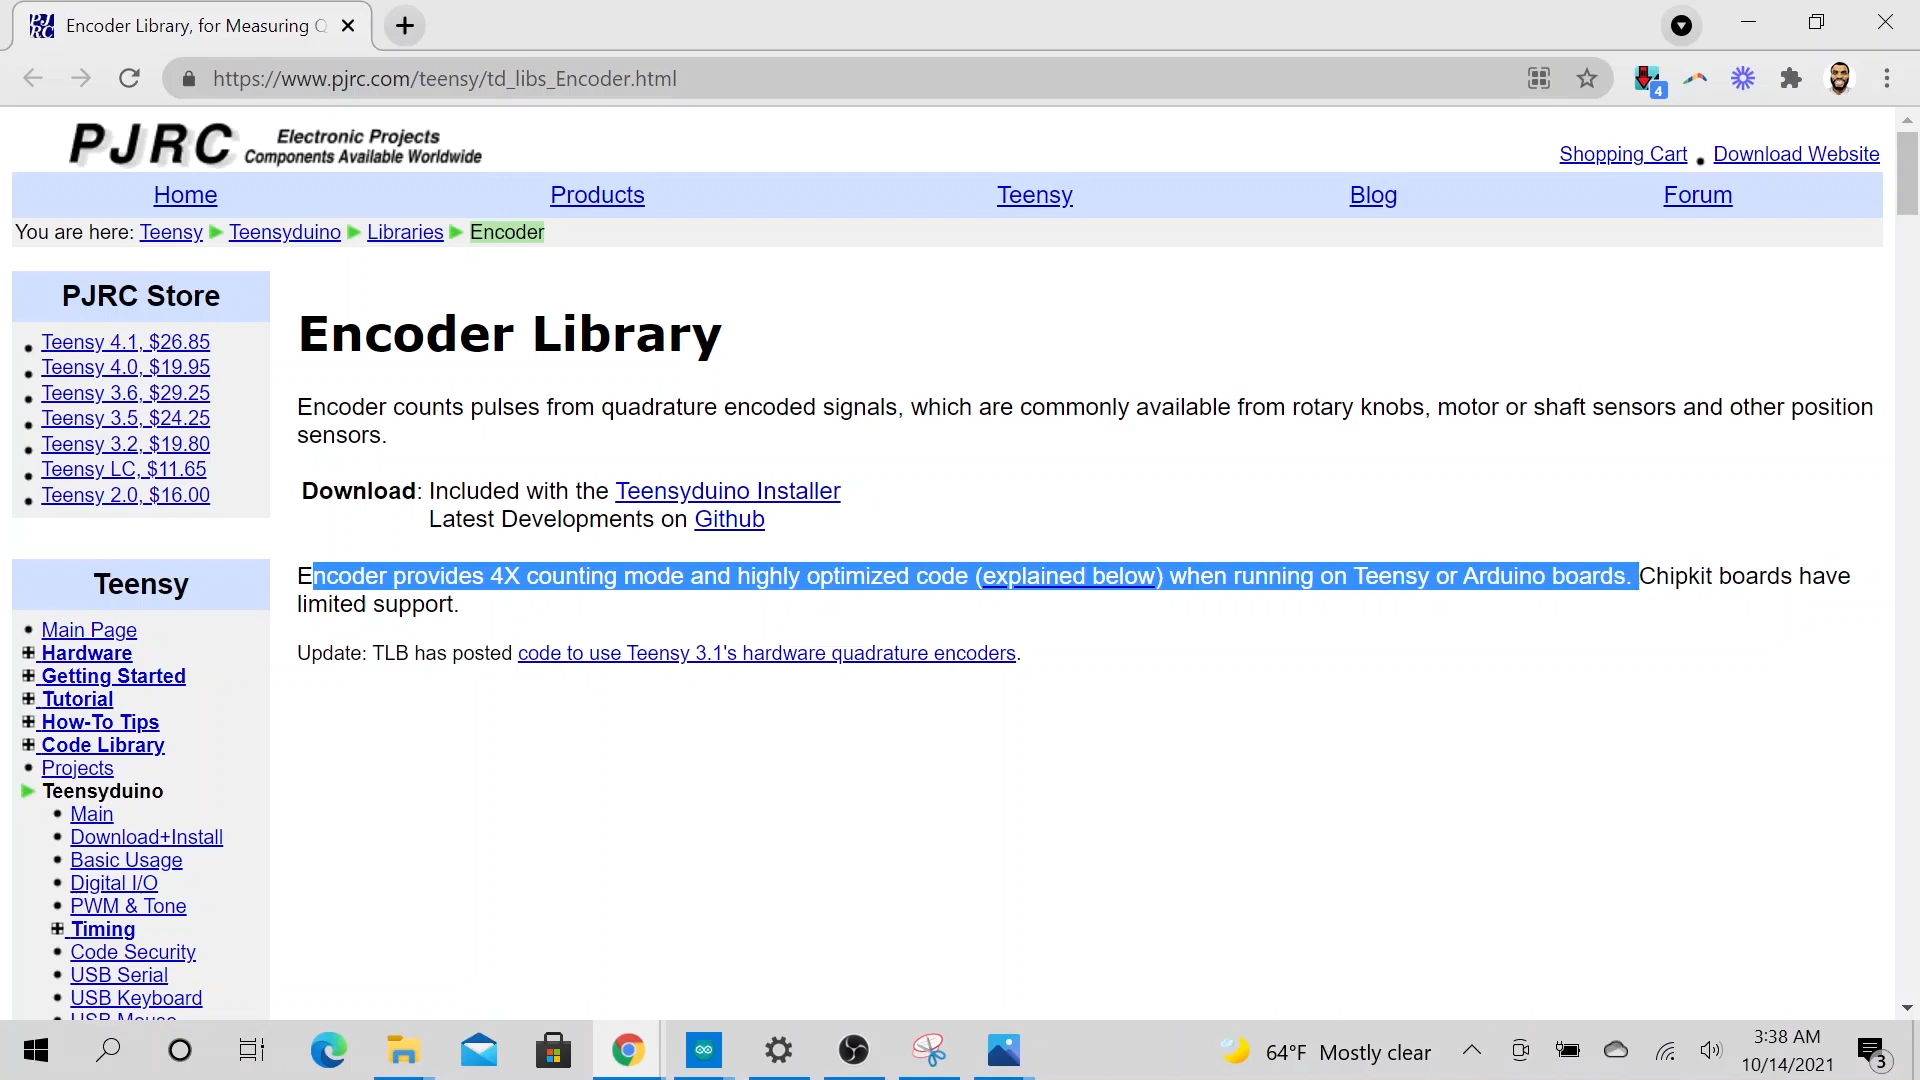 Encoder Library, for Measuring Q
https://www.pjrc.com/teensy/td_libs_Encoder.html
4
PJRC
Electronic Projects
Components Available Worldwide
Shopping Cart
Download Website
Home
Products
Teensy
Blog
Forum
You are here: Teensy Teensyduino Libraries Encoder
PJRC Store
Teensy 4.1, $26.85
Teensy 4.0, $19.95
Teensy 3.6, $29.25
Teensy 3.5, $24.25
Teensy 3.2, $19.80
Teensy LC, $11.65
Teensy 2.0, $16.00
Teensy
Main Page
Hardware
Getting Started
Tutorial
How-To Tips
Code Library
Projects
Teensyduino
Main
Download+Install
Basic Usage
Digital I/O
PWM & Tone
Timing
Code Security
USB Serial
USB Keyboard
USB Mouse
Encoder Library
Encoder counts pulses from quadrature encoded signals, which are commonly available from rotary knobs, motor or shaft sensors and other position
sensors.
Download: Included with the Teensyduino Installer
Latest Developments on Github
Encoder provides 4X counting mode and highly optimized code (explained below) when running on Teensy or Arduino boards. Chipkit boards have
limited support.
Update: TLB has posted code to use Teensy 3.1's hardware quadrature encoders.
64°F Mostly clear
3:38 AM
10/14/2021
3